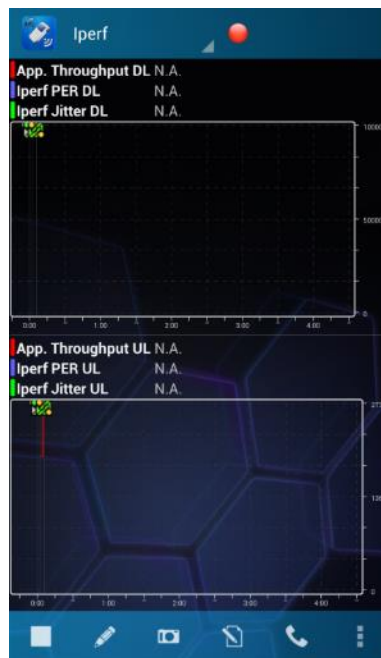 Iperf
App. Throughput DL N.A.
Iperf PER DL N.A.
Iperf Jitter DL N.A.
0
0:00 1:00 2:00 3:00 4:00
App. Throughput UL N.A.
Iperf PER UL N.A.
Iperf Jitter UL N.A.
0
0:00 1:00 2:00 3:00 4:00